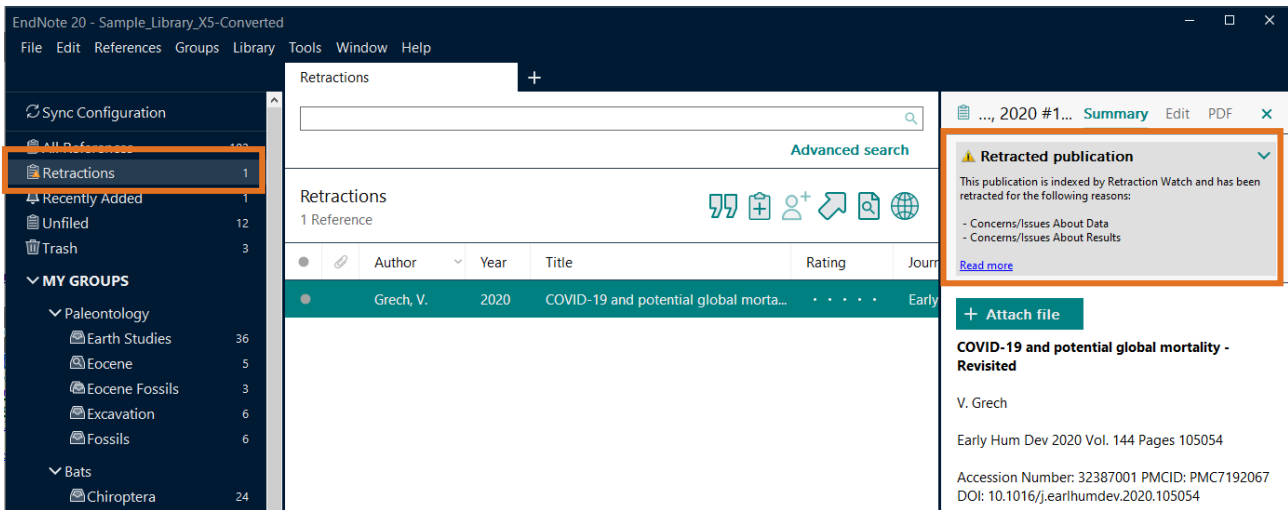 EndNote 20 - Sample_Library_X5-Converted
File Edit References Groups Library Tools Window Help
Retractions
Sync Configuration
All References 102
Retractions 1
Recently Added 1
Unfiled 12
Trash 3
MY GROUPS
Paleontology
Earth Studies 36
Eocene 5
Eocene Fossils 3
Excavation 6
Fossils 6
Bats
Chiroptera 24
Advanced search
Retractions
1 Reference
Author Year Title Rating Journ
Grech, V. 2020 COVID-19 and potential global morta... Early
..., 2020 #1... Summary Edit PDF
Retracted publication
This publication is indexed by Retraction Watch and has been
retracted for the following reasons:
- Concerns/Issues About Data
- Concerns/Issues About Results
Read more
+ Attach file
COVID-19 and potential global mortality -
Revisited
V. Grech
Early Hum Dev 2020 Vol. 144 Pages 105054
Accession Number: 32387001 PMCID: PMC7192067
DOI: 10.1016/j.earlhumdev.2020.105054